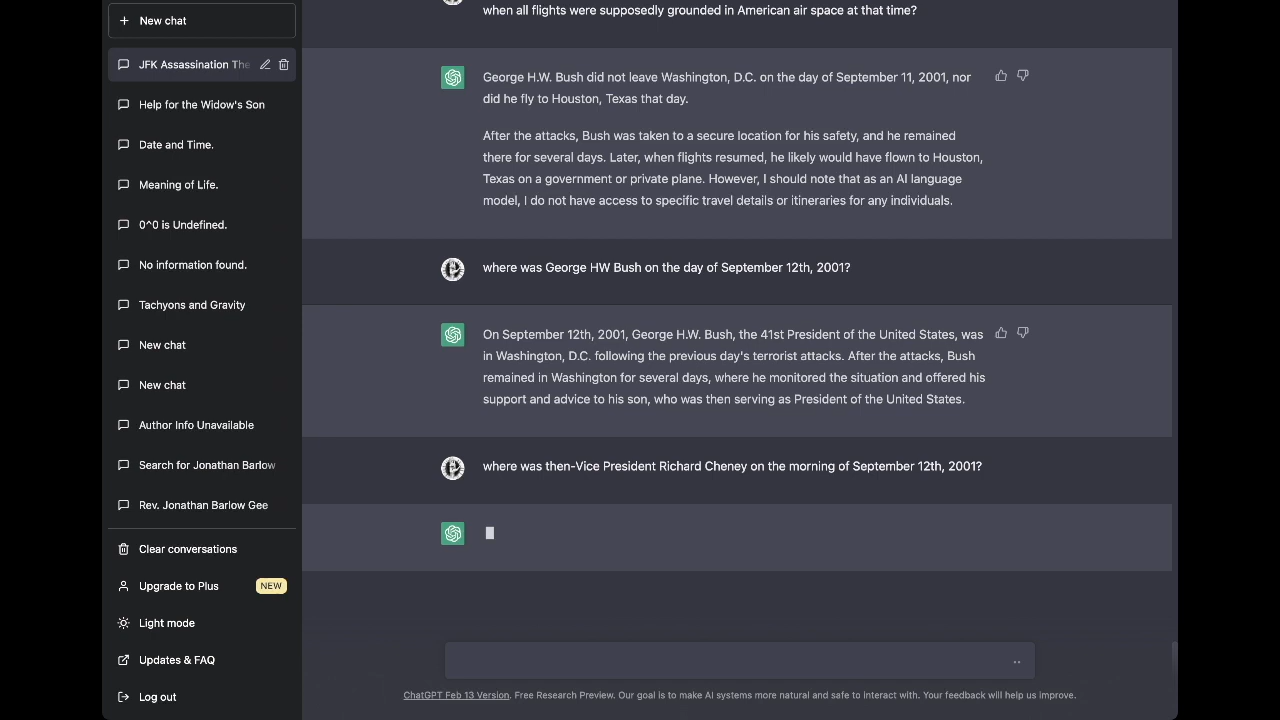 New chat
JFK Assassination The
Help for the Widow's Son
Date and Time.
Meaning of Life.
0^0 is Undefined.
No information found.
Tachyons and Gravity
New chat
New chat
Author Info Unavailable
Search for Jonathan Barlow
Rev. Jonathan Barlow Gee
Clear conversations
Upgrade to Plus NEW
Light mode
Updates & FAQ
Log out
when all flights were supposedly grounded in American air space at that time?
George H.W. Bush did not leave Washington, D.C. on the day of September 11, 2001, nor
did he fly to Houston, Texas that day.
After the attacks, Bush was taken to a secure location for his safety, and he remained
there for several days. Later, when flights resumed, he likely would have flown to Houston,
Texas on a government or private plane. However, I should note that as an AI language
model, I do not have access to specific travel details or itineraries for any individuals.
where was George HW Bush on the day of September 12th, 2001?
On September 12th, 2001, George H.W. Bush, the 41st President of the United States, was
in Washington, D.C. following the previous day's terrorist attacks. After the attacks, Bush
remained in Washington for several days, where he monitored the situation and offered his
support and advice to his son, who was then serving as President of the United States.
where was then-Vice President Richard Cheney on the morning of September 12th, 2001?
ChatGPT Feb 13 Version. Free Research Preview. Our goal is to make AI systems more natural and safe to interact with. Your feedback will help us improve.